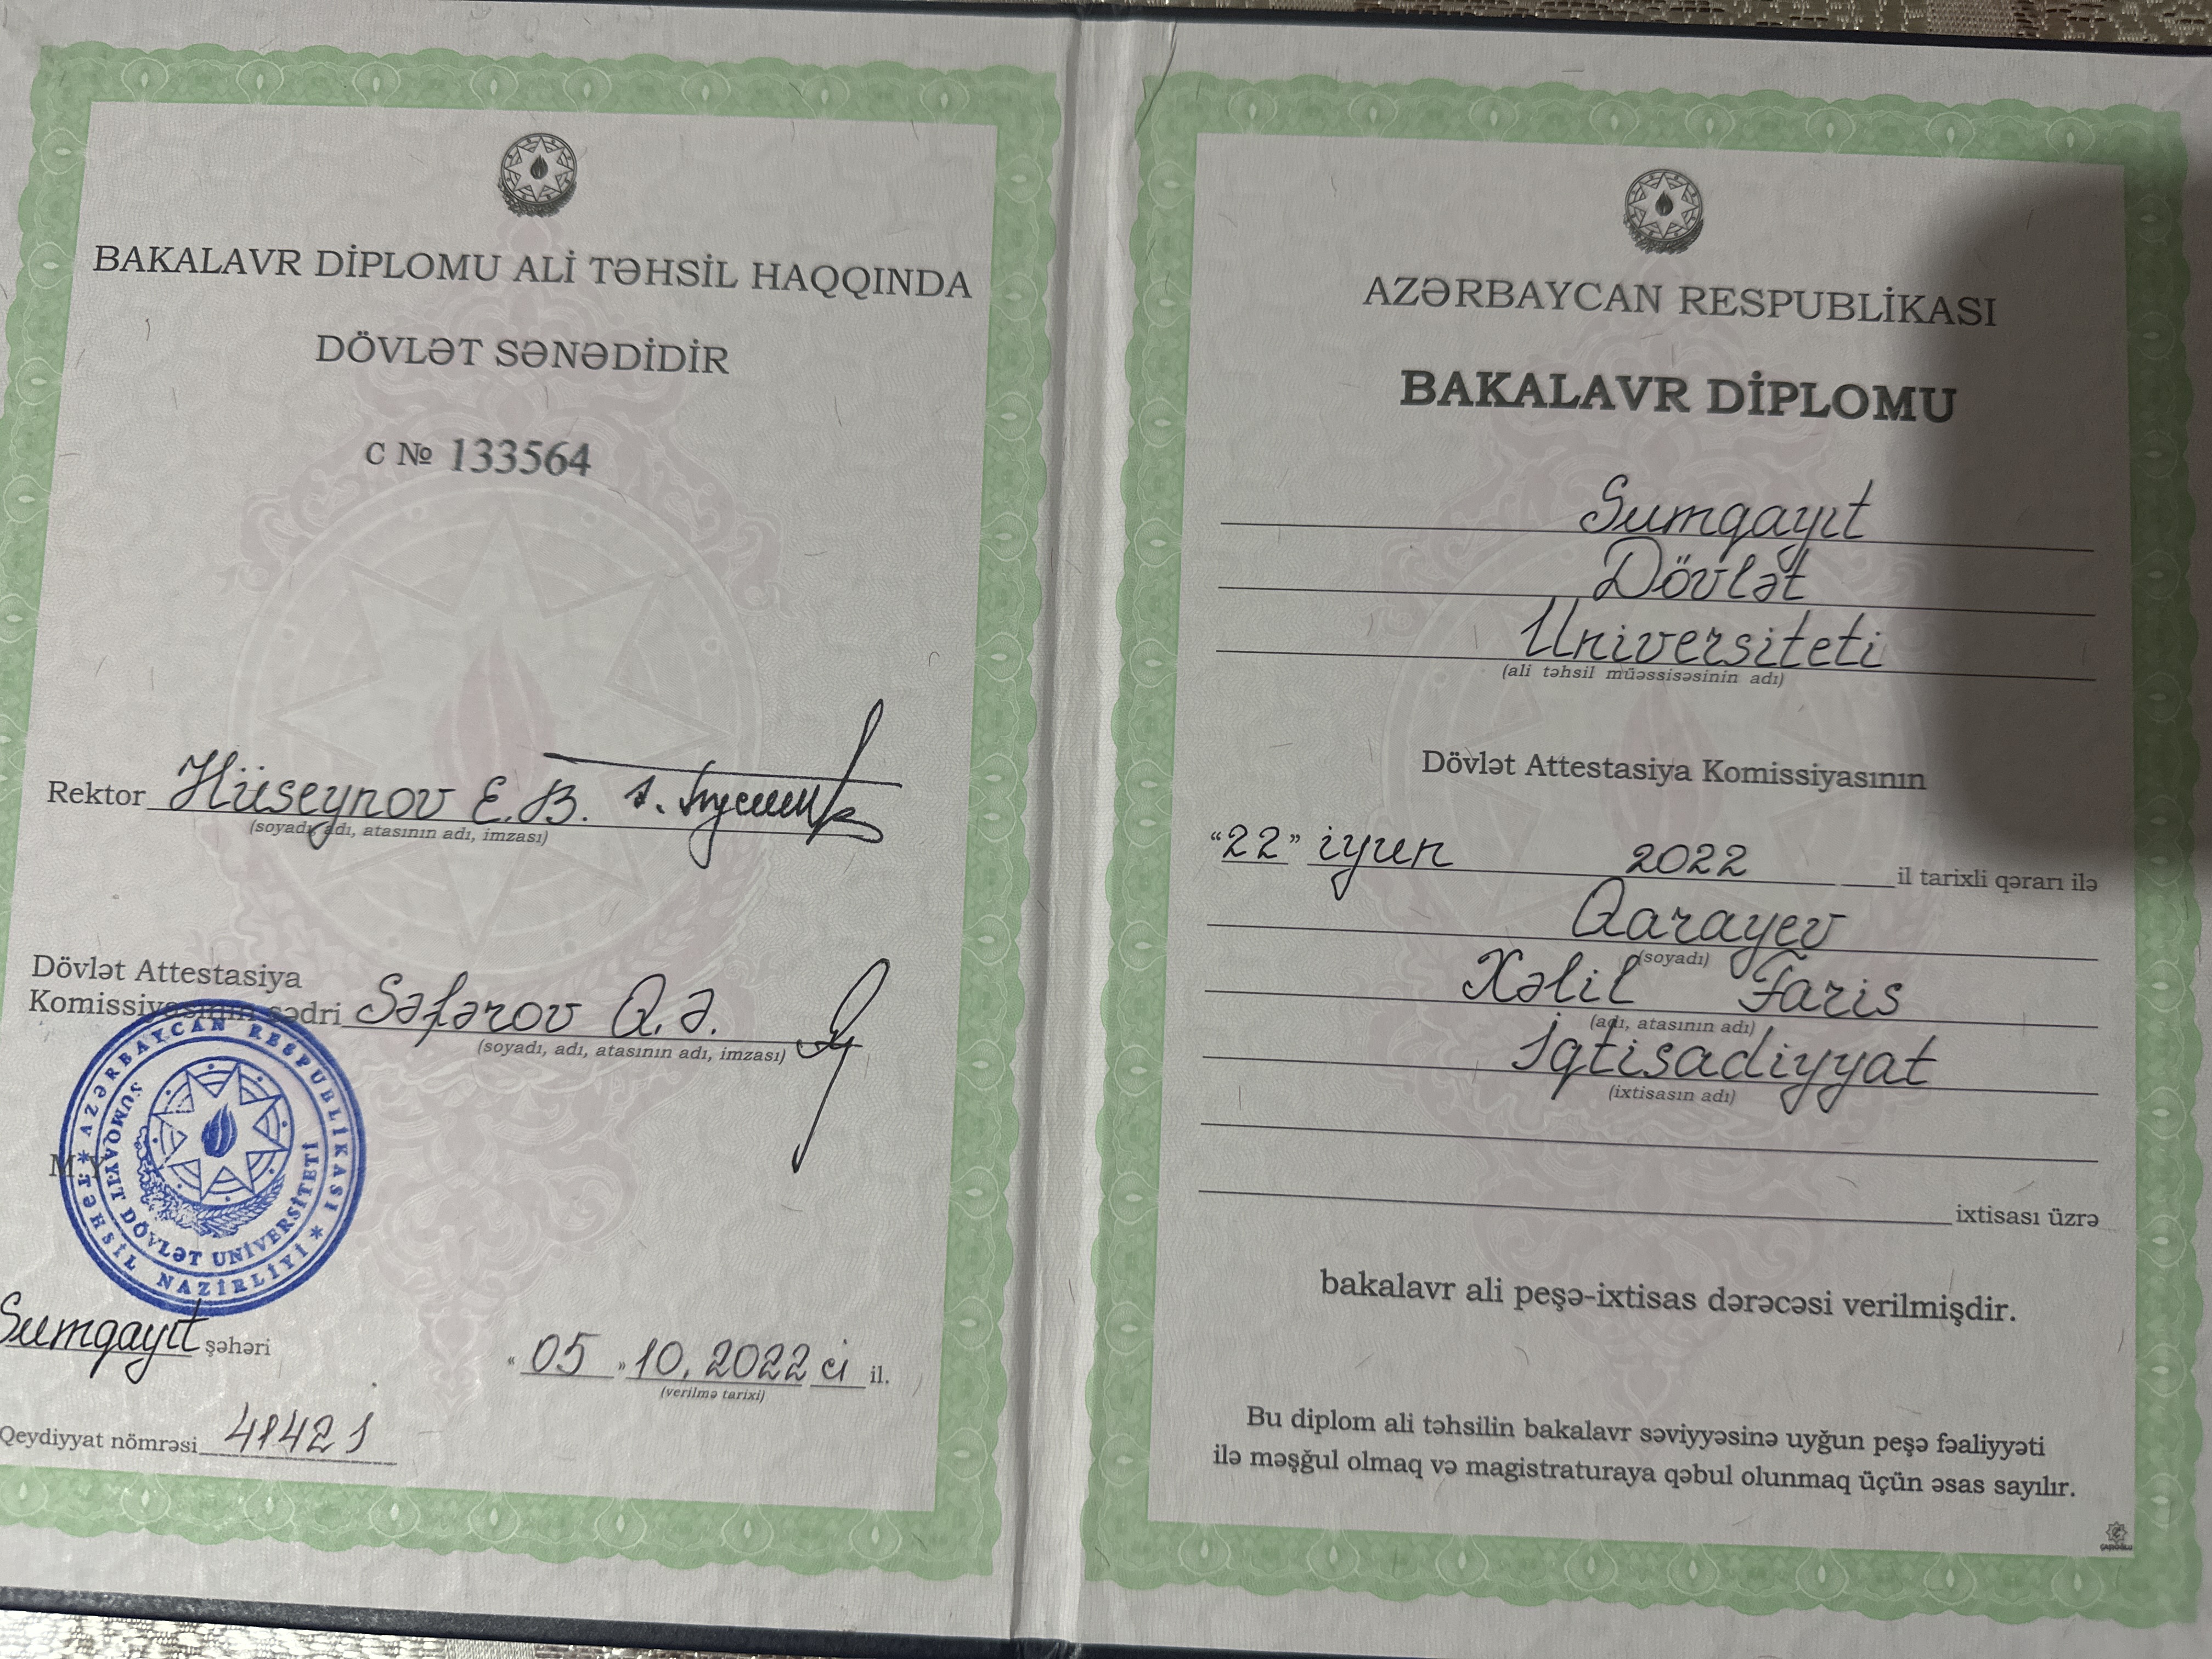 BAKALAVR DİPLOMU ALİ TƏHSİL HAQQINDA
DÖVLƏT SƏNƏDİDİR
C № 133564
Rektor Hüseynov E.B.
(soyadı, adı, atasının adı, imzası)
Dövlət Attestasiya
Komissiyasının sədri Səfərov Q.Ə.
(soyadı, adı, atasının adı, imzası)
M.Y.
AZƏRBAYCAN RESPUBLİKASI * TƏHSİL NAZİRLİYİ *
SUMQAYIT DÖVLƏT UNİVERSİTETİ
Sumqayıt şəhəri
"05" 10. 2022 ci il.
(verilmə tarixi)
Qeydiyyat nömrəsi 41421
AZƏRBAYCAN RESPUBLİKASI
BAKALAVR DİPLOMU
Sumqayıt
Dövlət
Universiteti
(ali təhsil müəssisəsinin adı)
Dövlət Attestasiya Komissiyasının
"22" iyun 2022 il tarixli qərarı ilə
Qarayev
(soyadı)
Xəlil Faris
(adı, atasının adı)
İqtisadiyyat
(ixtisasın adı)
ixtisası üzrə
bakalavr ali peşə-ixtisas dərəcəsi verilmişdir.
Bu diplom ali təhsilin bakalavr səviyyəsinə uyğun peşə fəaliyyəti
ilə məşğul olmaq və magistraturaya qəbul olunmaq üçün əsas sayılır.
ÇAŞIOĞLU